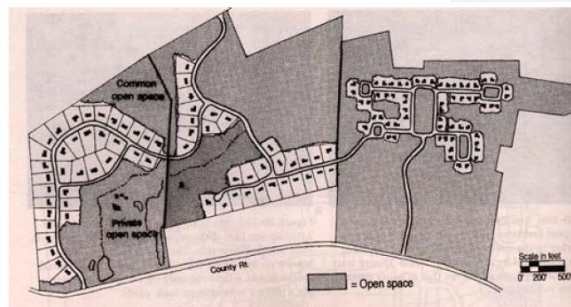 Common
open space
Private
open space
County Rt.
= Open space
Scale in feet
0' 200' 500'